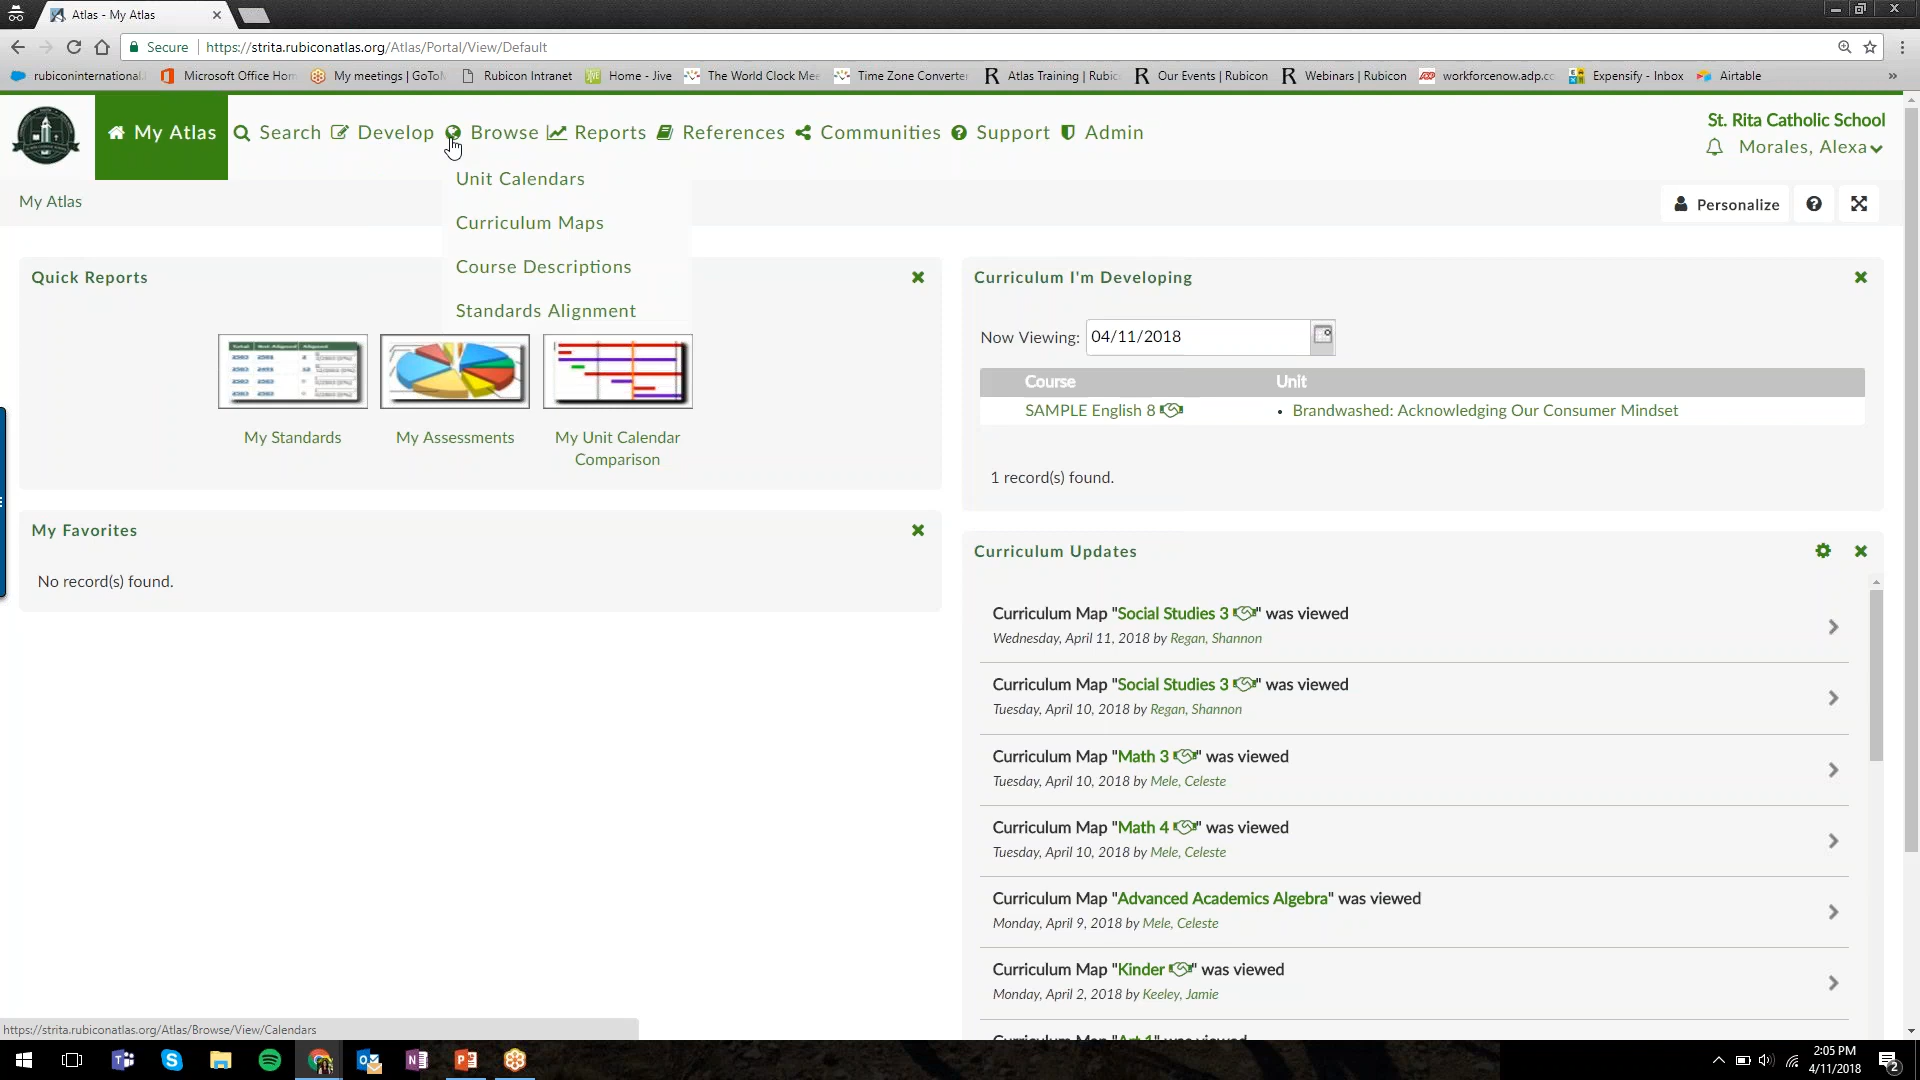 Atlas - My Atlas
Secure
https://strita.rubiconatlas.org/Atlas/Portal/View/Default
rubiconinternational.
Microsoft Office Hom
My meetings | GoToM
Rubicon Intranet
Home - Jive
The World Clock Mee
Time Zone Converter
Atlas Training | Rubic
Our Events | Rubicon
Webinars | Rubicon
workforcenow.adp.co
Expensify - Inbox
Airtable
My Atlas
Search
Develop
Browse
Reports
References
Communities
Support
Admin
St. Rita Catholic School
Morales, Alexa
Unit Calendars
Curriculum Maps
Course Descriptions
Standards Alignment
My Atlas
Personalize
Quick Reports
My Standards
My Assessments
My Unit Calendar
Comparison
My Favorites
No record(s) found.
Curriculum I'm Developing
Now Viewing: 04/11/2018
Course Unit
SAMPLE English 8 • Brandwashed: Acknowledging Our Consumer Mindset
1 record(s) found.
Curriculum Updates
Curriculum Map "Social Studies 3 " was viewed
Wednesday, April 11, 2018 by Regan, Shannon
Curriculum Map "Social Studies 3 " was viewed
Tuesday, April 10, 2018 by Regan, Shannon
Curriculum Map "Math 3 " was viewed
Tuesday, April 10, 2018 by Mele, Celeste
Curriculum Map "Math 4 " was viewed
Tuesday, April 10, 2018 by Mele, Celeste
Curriculum Map "Advanced Academics Algebra" was viewed
Monday, April 9, 2018 by Mele, Celeste
Curriculum Map "Kinder " was viewed
Monday, April 2, 2018 by Keeley, Jamie
Curriculum Map "Art 1" was viewed
https://strita.rubiconatlas.org/Atlas/Browse/View/Calendars
2:05 PM
4/11/2018
2